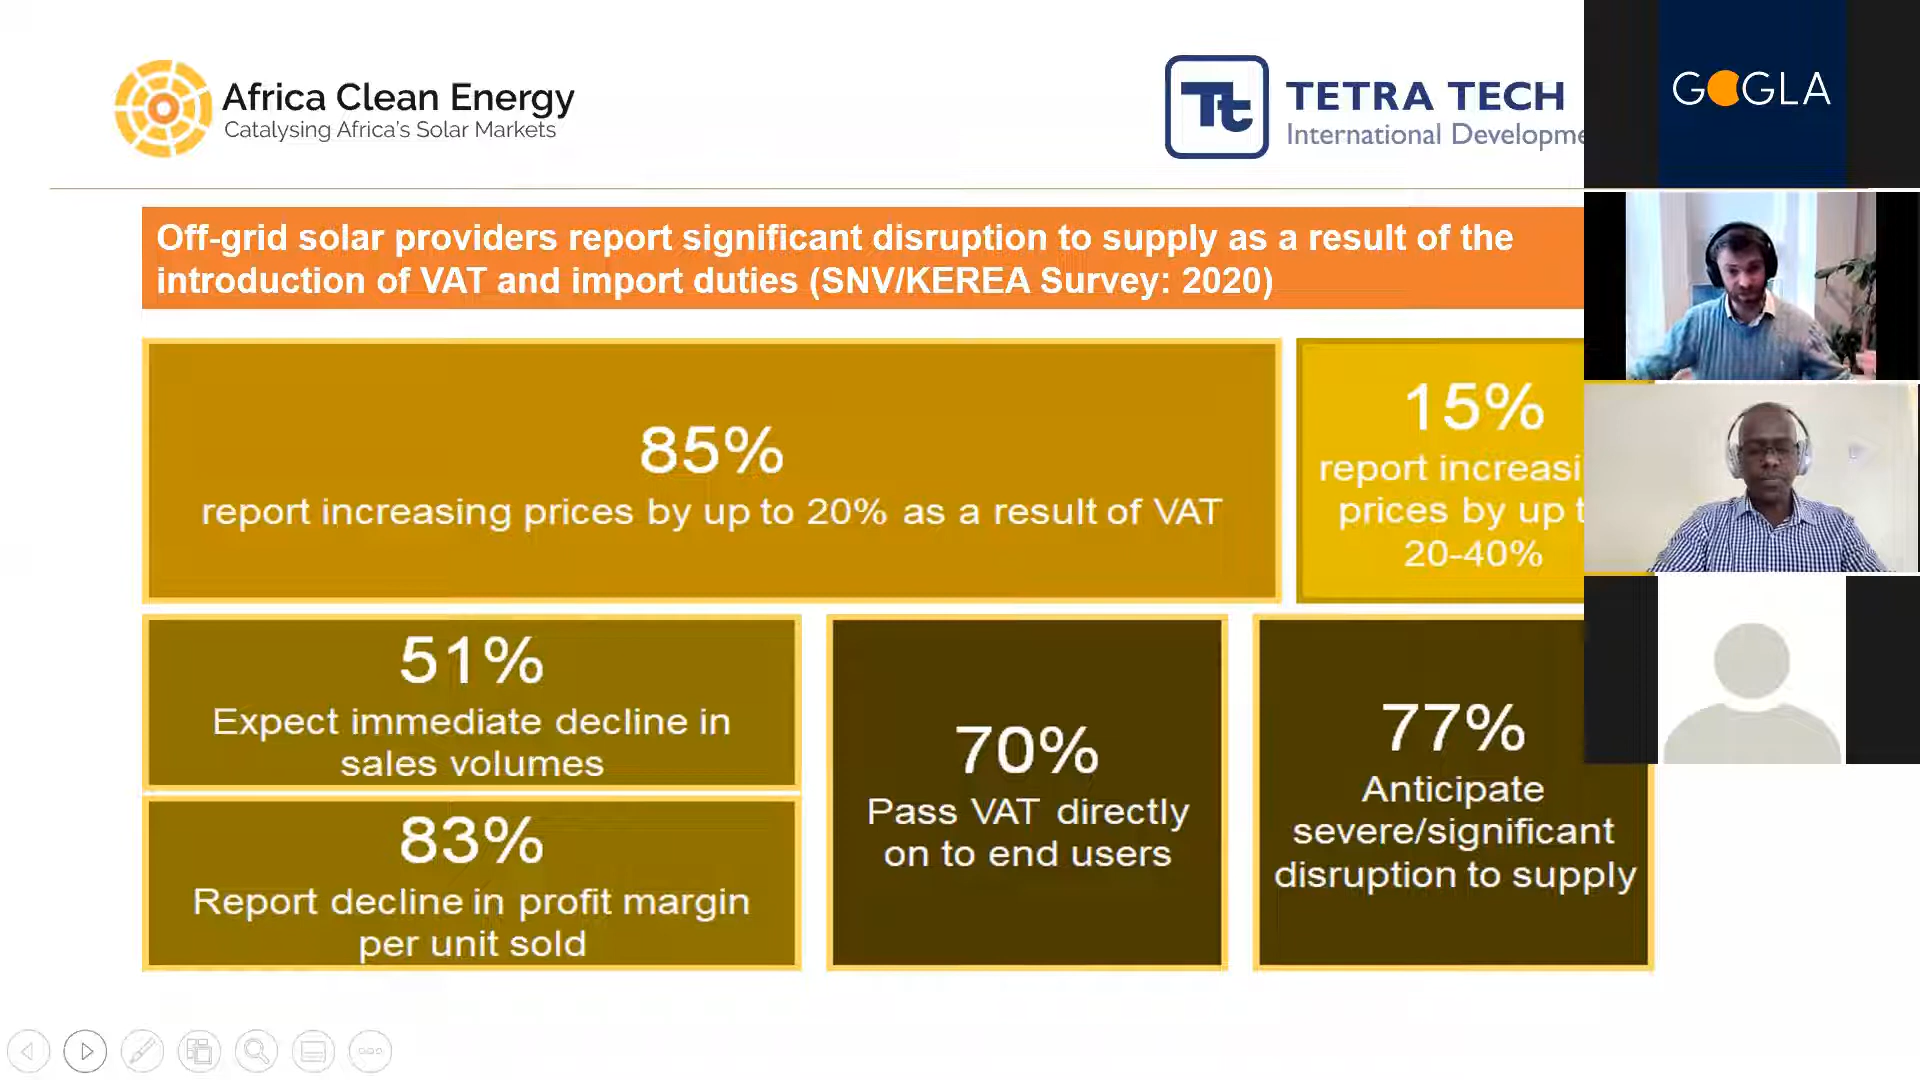 Africa Clean Energy
Catalysing Africa's Solar Markets
Tt
TETRA TECH
International Developme
GOGLA
Off-grid solar providers report significant disruption to supply as a result of the
introduction of VAT and import duties (SNV/KEREA Survey: 2020)
85%
report increasing prices by up to 20% as a result of VAT
15%
report increasi
prices by up t
20-40%
51%
Expect immediate decline in
sales volumes
83%
Report decline in profit margin
per unit sold
70%
Pass VAT directly
on to end users
77%
Anticipate
severe/significant
disruption to supply